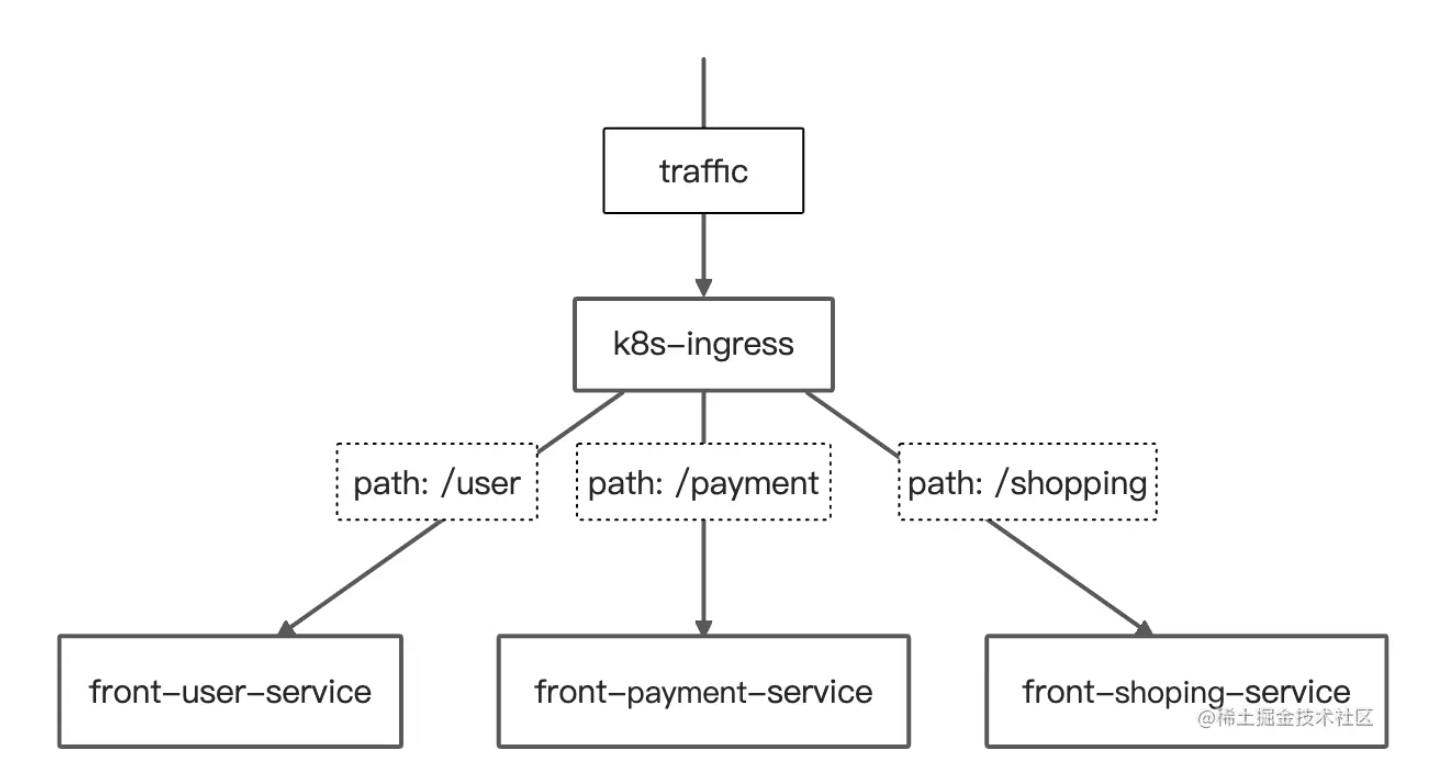 traffic
k8s-ingress
path: /user
path: /payment
path: /shopping
front-user-service
front-payment-service
front-shoping-service
@稀土掘金技术社区